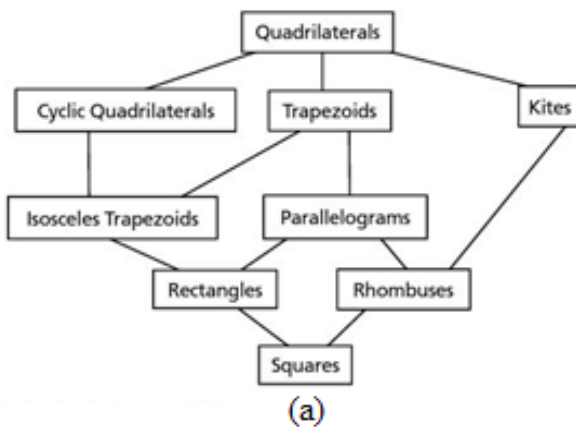 Quadrilaterals
Cyclic Quadrilaterals
Trapezoids
Kites
Isosceles Trapezoids
Parallelograms
Rectangles
Rhombuses
Squares
(a)